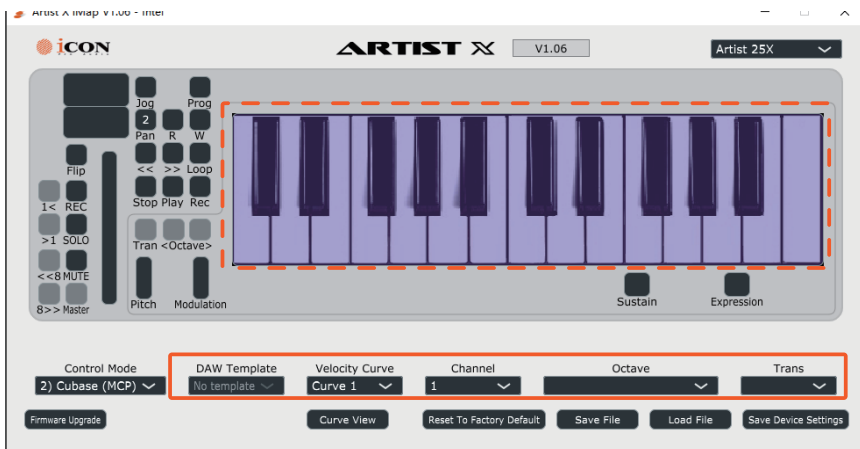 Artist X iMap V1.06 - Inter
iCON
PRO AUDIO
ARTIST X
V1.06
Artist 25X
Jog Prog
2
Pan R W
Flip
<< >> Loop
1< REC
Stop Play Rec
>1 SOLO
Tran <Octave>
<<8 MUTE
8>> Master
Pitch Modulation
Sustain Expression
Control Mode DAW Template Velocity Curve Channel Octave Trans
2) Cubase (MCP) No template Curve 1 1
Firmware Upgrade Curve View Reset To Factory Default Save File Load File Save Device Settings